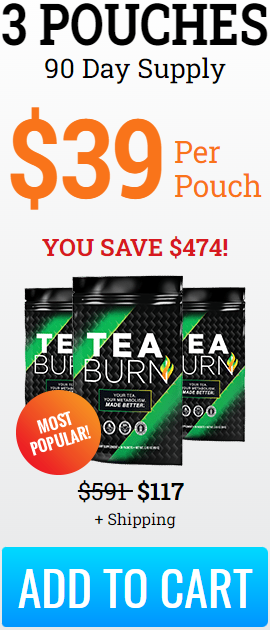 3 POUCHES
90 Day Supply
$39
Per
Pouch
YOU SAVE $474!
TEA
BURN
YOUR TEA.
YOUR METABOLISM.
MADE BETTER.
MOST
POPULAR!
$591 $117
+ Shipping
ADD TO CART